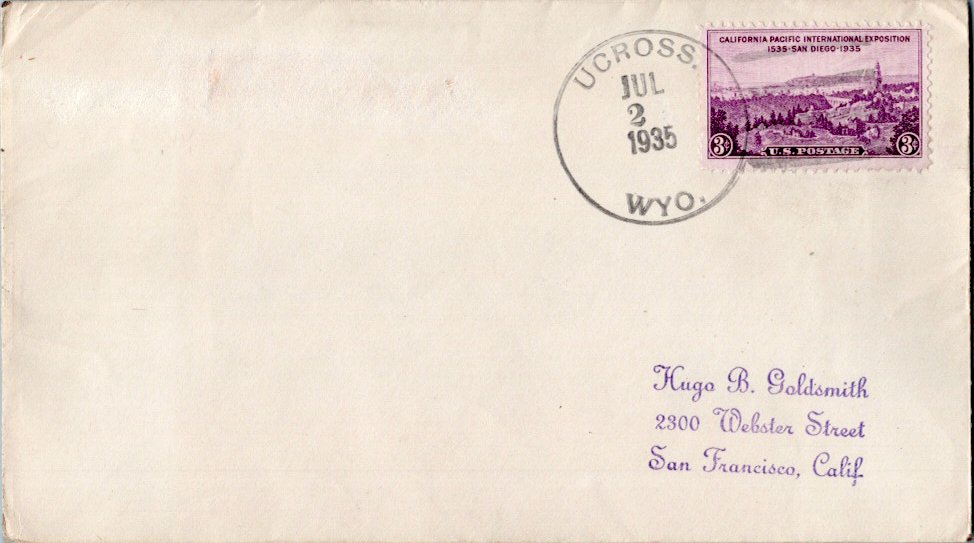 UCROSS.
JUL
2
1935
WYO.
CALIFORNIA PACIFIC INTERNATIONAL EXPOSITION
1535-SAN DIEGO-1935
3¢ U.S. POSTAGE 3¢
Hugo B. Goldsmith
2300 Webster Street
San Francisco, Calif